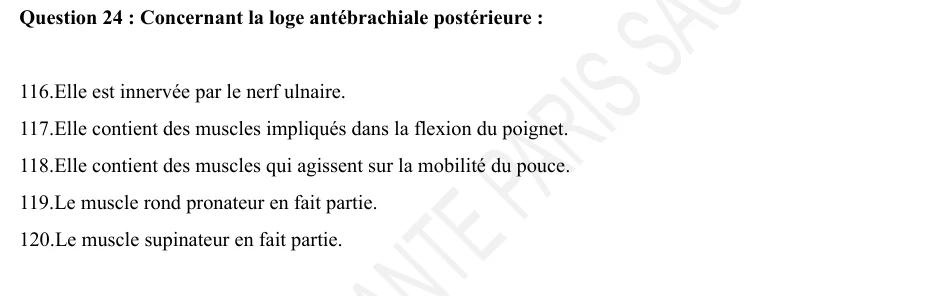 Question 24 : Concernant la loge antébrachiale postérieure :
116.Elle est innervée par le nerf ulnaire.
117.Elle contient des muscles impliqués dans la flexion du poignet.
118.Elle contient des muscles qui agissent sur la mobilité du pouce.
119.Le muscle rond pronateur en fait partie.
120.Le muscle supinateur en fait partie.
PARIS